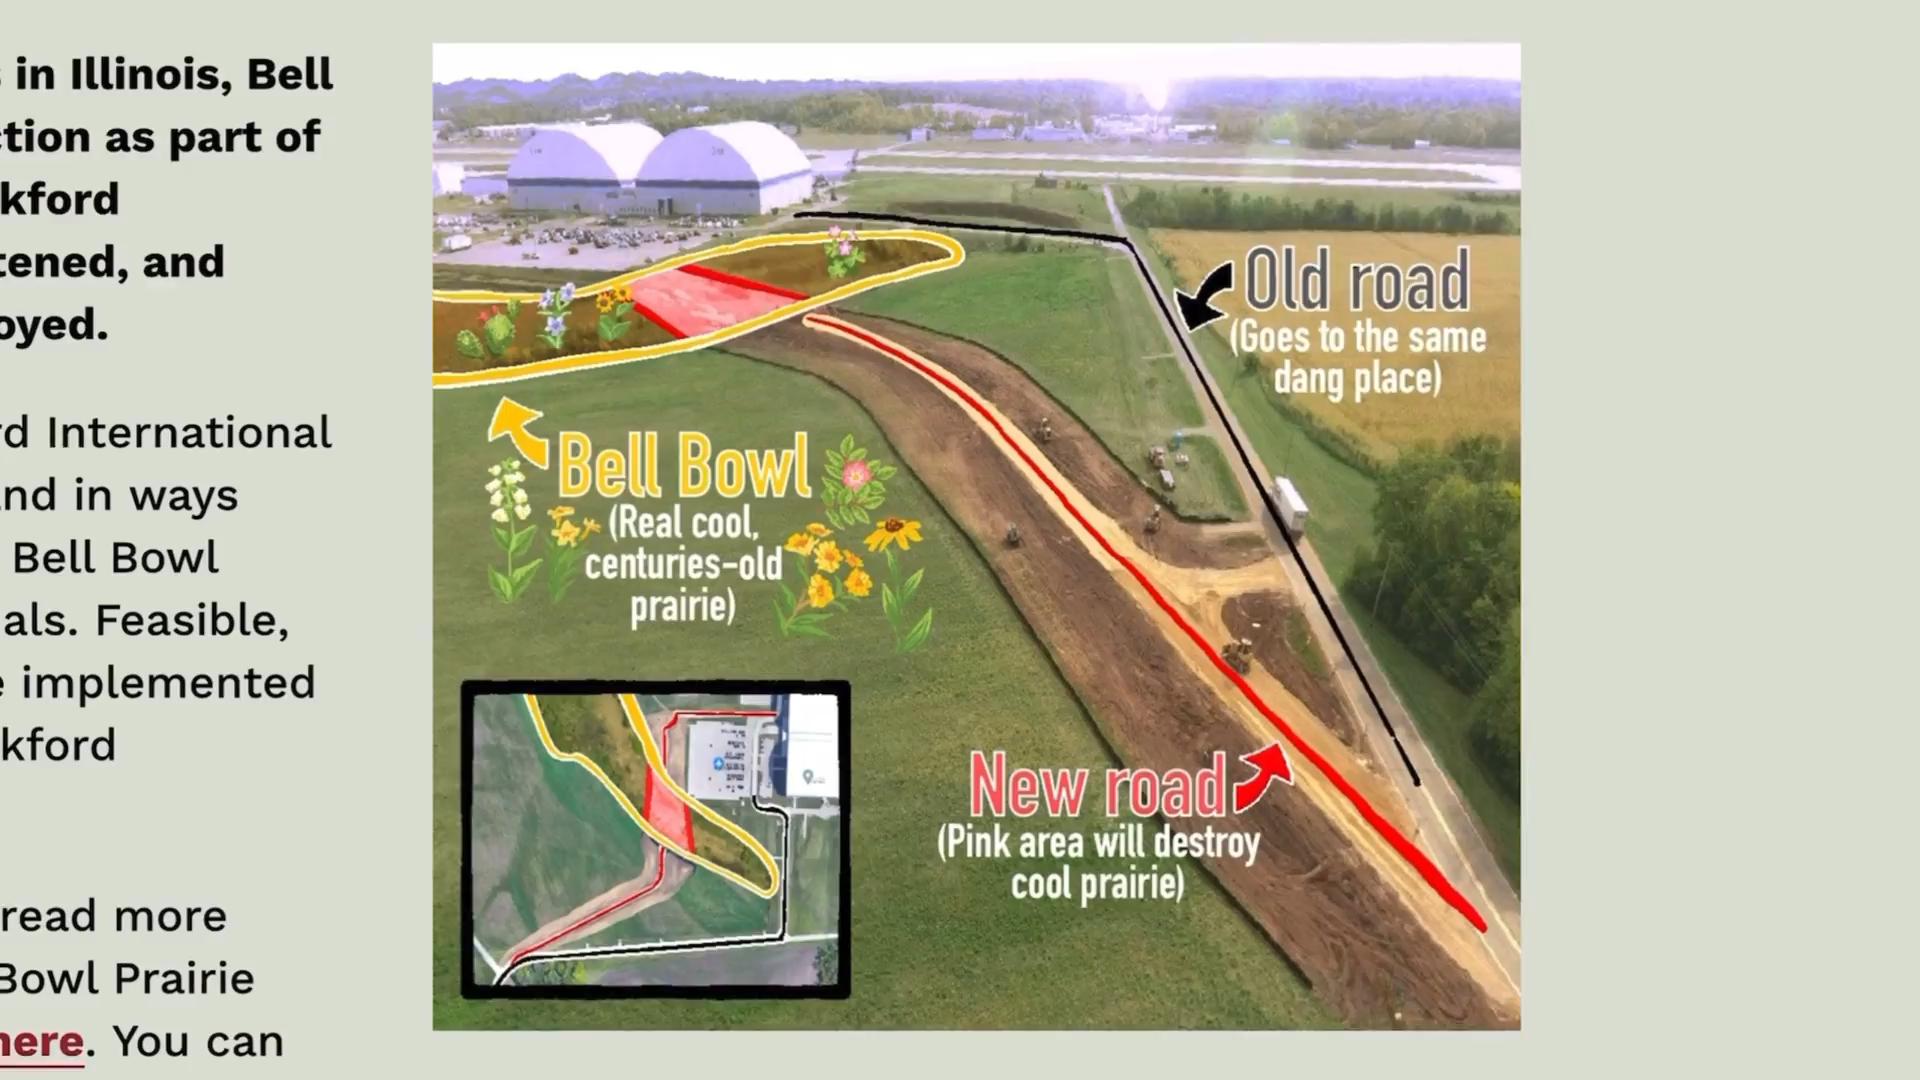 in Illinois, Bell
ction as part of
kford
tened, and
oyed.
rd International
and in ways
Bell Bowl
als. Feasible,
implemented
kford
read more
Bowl Prairie
here. You can
Old road
(Goes to the same
dang place)
Bell Bowl
(Real cool,
centuries-old
prairie)
New road
(Pink area will destroy
cool prairie)